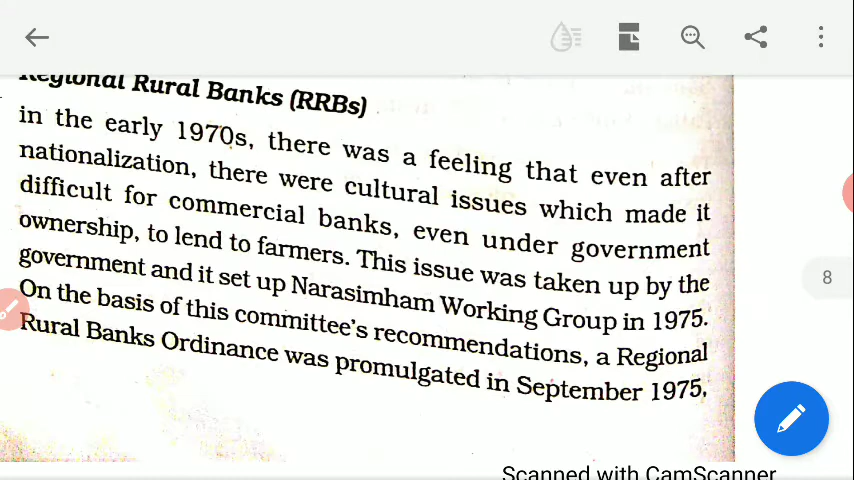 Regional Rural Banks (RRBs)
in the early 1970s, there was a feeling that even after
nationalization, there were cultural issues which made it
difficult for commercial banks, even under government
ownership, to lend to farmers. This issue was taken up by the
government and it set up Narasimham Working Group in 1975.
On the basis of this committee's recommendations, a Regional
Rural Banks Ordinance was promulgated in September 1975,
8
Scanned with CamScanner